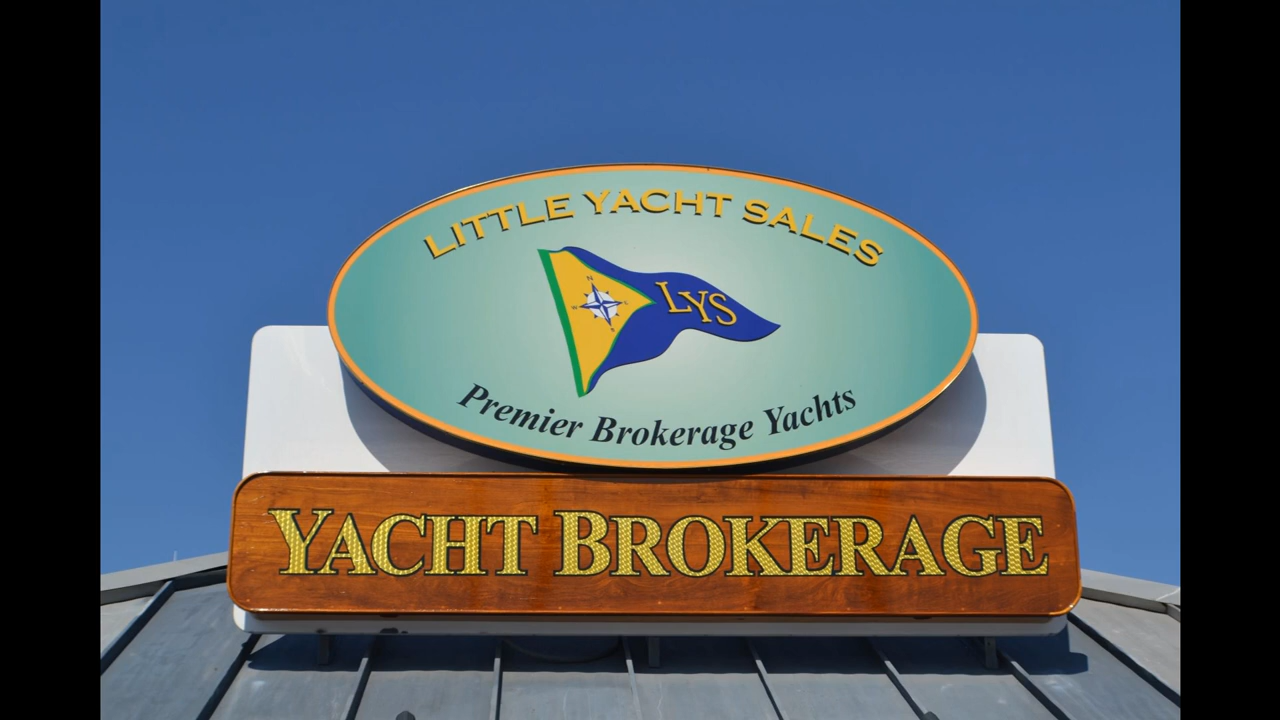 LITTLE YACHT SALES
N
LYS
Premier Brokerage Yachts
YACHT BROKERAGE